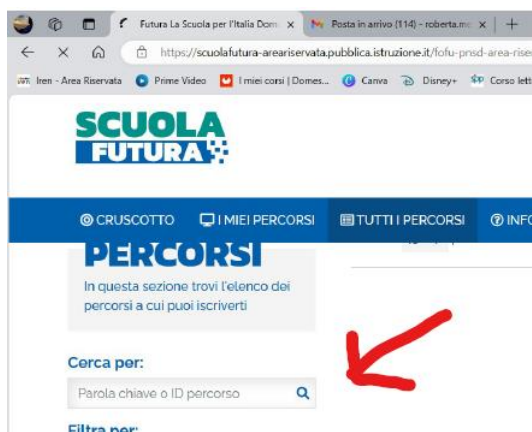 Futura La Scuola per l'Italia Dom
Posta in arrivo (114) - roberta.mo
https://scuolafutura-areariservata.pubblica.istruzione.it/fofu-pnsd-area-rise
Iren - Area Riservata
Prime Video
I miei corsi | Domes...
Canva
Disney+
Corso lett
SCUOLA
FUTURA
CRUSCOTTO
I MIEI PERCORSI
TUTTI I PERCORSI
INFO
PERCORSI
In questa sezione trovi l'elenco dei
percorsi a cui puoi iscriverti
Cerca per:
Parola chiave o ID percorso
Filtra per: